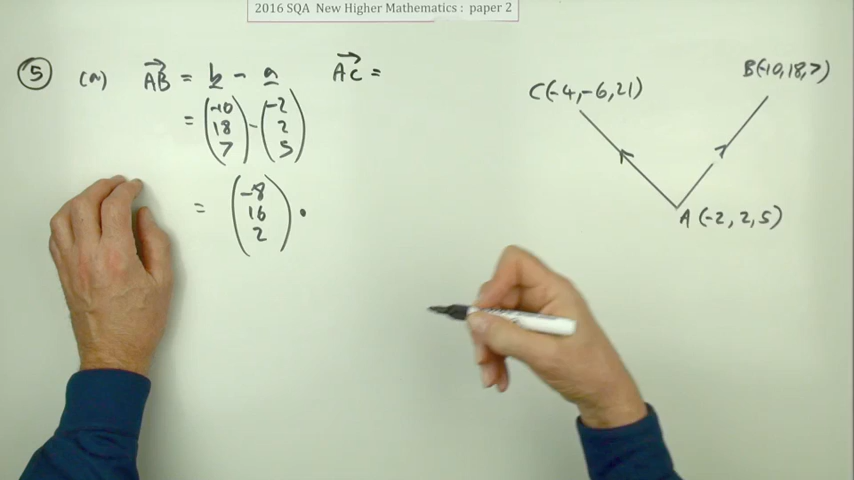 2016 SQA New Higher Mathematics : paper 2
5 (a) AB = b - a AC =
= (-10 18 7) - (-2 2 5)
= (-8 16 2) .
C(-4,-6,21)
B(-10,18,7)
A(-2, 2, 5)